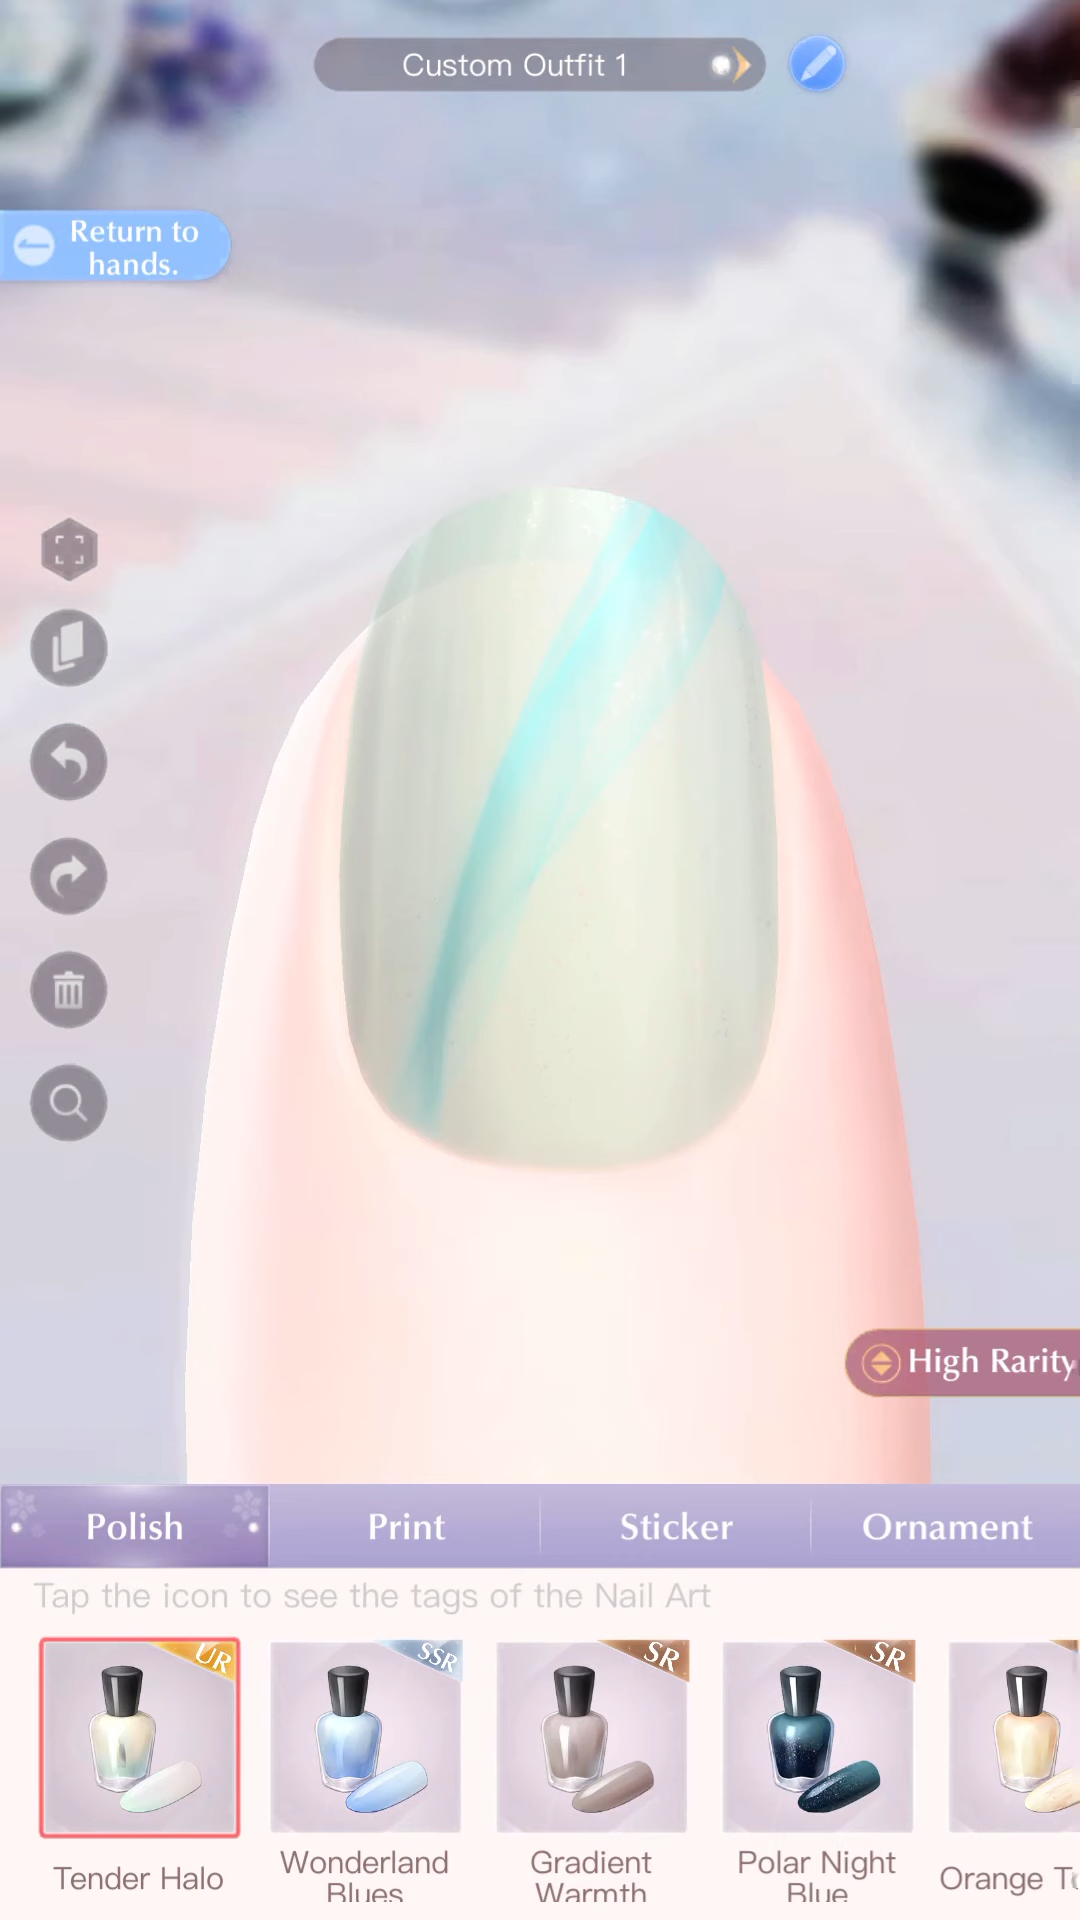 Custom Outfit 1
Return to
hands.
High Rarity
Polish
Print
Sticker
Ornament
Tap the icon to see the tags of the Nail Art
UR
SSR
SR
SR
Tender Halo
Wonderland
Blues
Gradient
Warmth
Polar Night
Blue
Orange